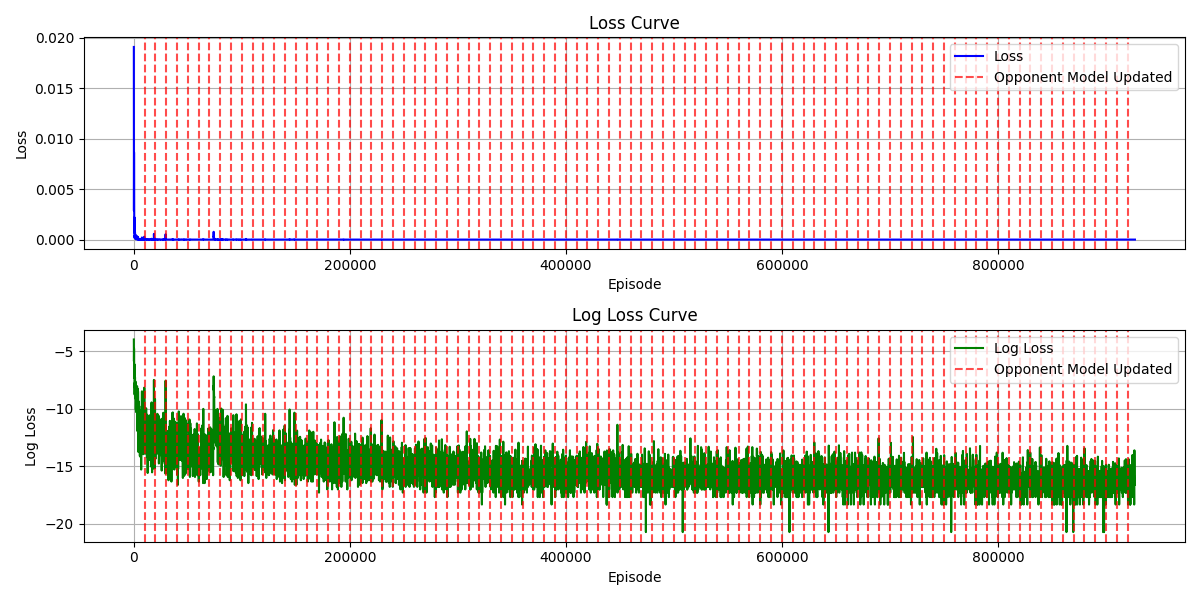 Loss Curve
0.020
0.015
0.010
0.005
0.000
Loss
Loss
Opponent Model Updated
0
200000
400000
600000
800000
Episode
Log Loss Curve
−5
−10
−15
−20
Log Loss
Log Loss
Opponent Model Updated
0
200000
400000
600000
800000
Episode